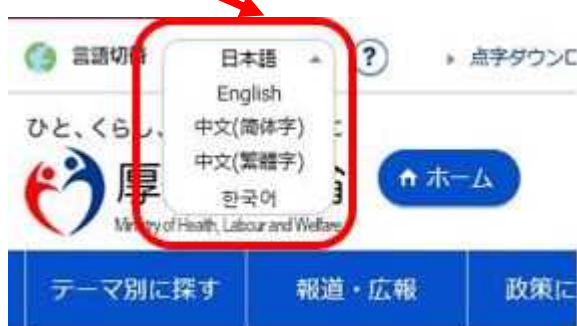 言語切替
日本語
?
点字ダウンロ
English
ひと、くらし、
に
中文(简体字)
中文(繁體字)
厚
ホーム
한국어
Ministry of Health, Labour and Welfare
テーマ別に探す
報道・広報
政策に